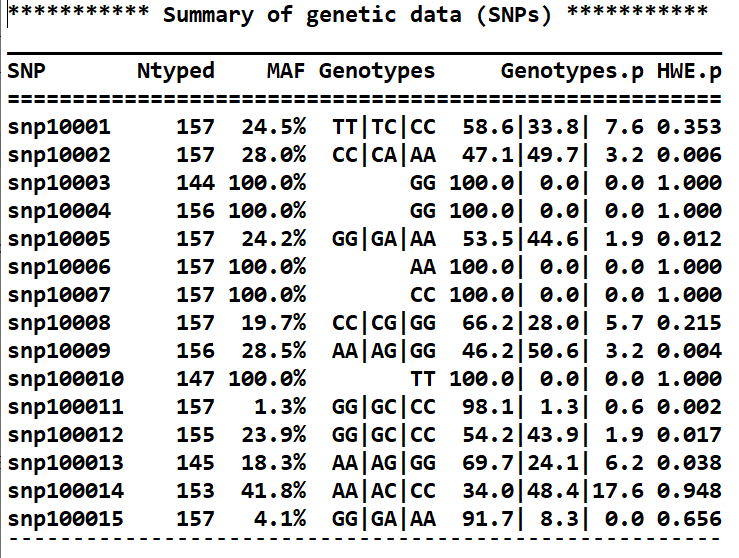 *********** Summary of genetic data (SNPs) ***********
SNP Ntyped MAF Genotypes Genotypes.p HWE.p
=======================================================
snp10001 157 24.5% TT|TC|CC 58.6|33.8| 7.6 0.353
snp10002 157 28.0% CC|CA|AA 47.1|49.7| 3.2 0.006
snp10003 144 100.0% GG 100.0| 0.0| 0.0 1.000
snp10004 156 100.0% GG 100.0| 0.0| 0.0 1.000
snp10005 157 24.2% GG|GA|AA 53.5|44.6| 1.9 0.012
snp10006 157 100.0% AA 100.0| 0.0| 0.0 1.000
snp10007 157 100.0% CC 100.0| 0.0| 0.0 1.000
snp10008 157 19.7% CC|CG|GG 66.2|28.0| 5.7 0.215
snp10009 156 28.5% AA|AG|GG 46.2|50.6| 3.2 0.004
snp100010 147 100.0% TT 100.0| 0.0| 0.0 1.000
snp100011 157 1.3% GG|GC|CC 98.1| 1.3| 0.6 0.002
snp100012 155 23.9% GG|GC|CC 54.2|43.9| 1.9 0.017
snp100013 145 18.3% AA|AG|GG 69.7|24.1| 6.2 0.038
snp100014 153 41.8% AA|AC|CC 34.0|48.4|17.6 0.948
snp100015 157 4.1% GG|GA|AA 91.7| 8.3| 0.0 0.656
-------------------------------------------------------